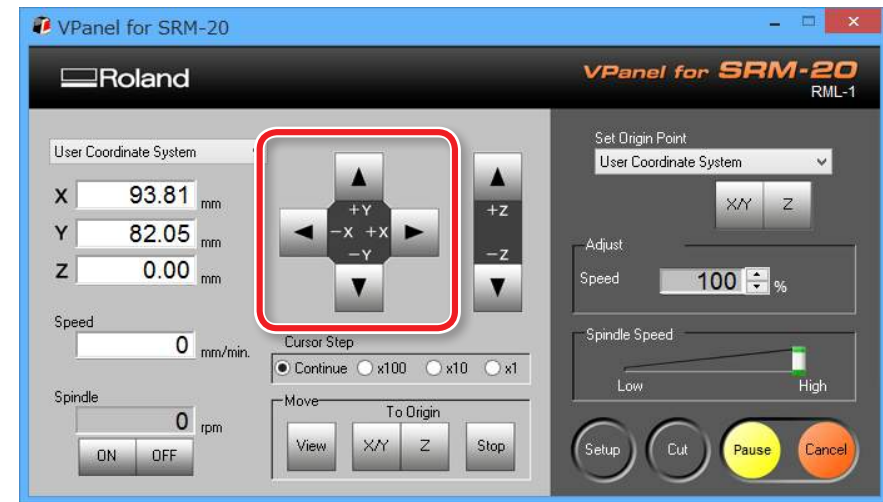 VPanel for SRM-20
Roland
VPanel for SRM-20
RML-1
User Coordinate System
X 93.81 mm
Y 82.05 mm
Z 0.00 mm
Speed
0 mm/min.
Spindle
0 rpm
ON OFF
+Y
-X +X
-Y
+Z
-Z
Cursor Step
Continue x100 x10 x1
Move
To Origin
View X/Y Z Stop
Set Origin Point
User Coordinate System
X/Y Z
Adjust
Speed 100 %
Spindle Speed
Low High
Setup Cut Pause Cancel